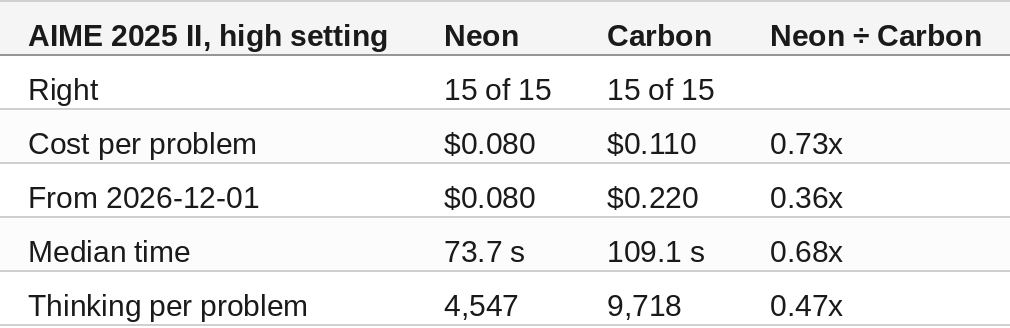 AIME 2025 II, high setting Neon Carbon Neon ÷ Carbon
Right 15 of 15 15 of 15
Cost per problem $0.080 $0.110 0.73x
From 2026-12-01 $0.080 $0.220 0.36x
Median time 73.7 s 109.1 s 0.68x
Thinking per problem 4,547 9,718 0.47x